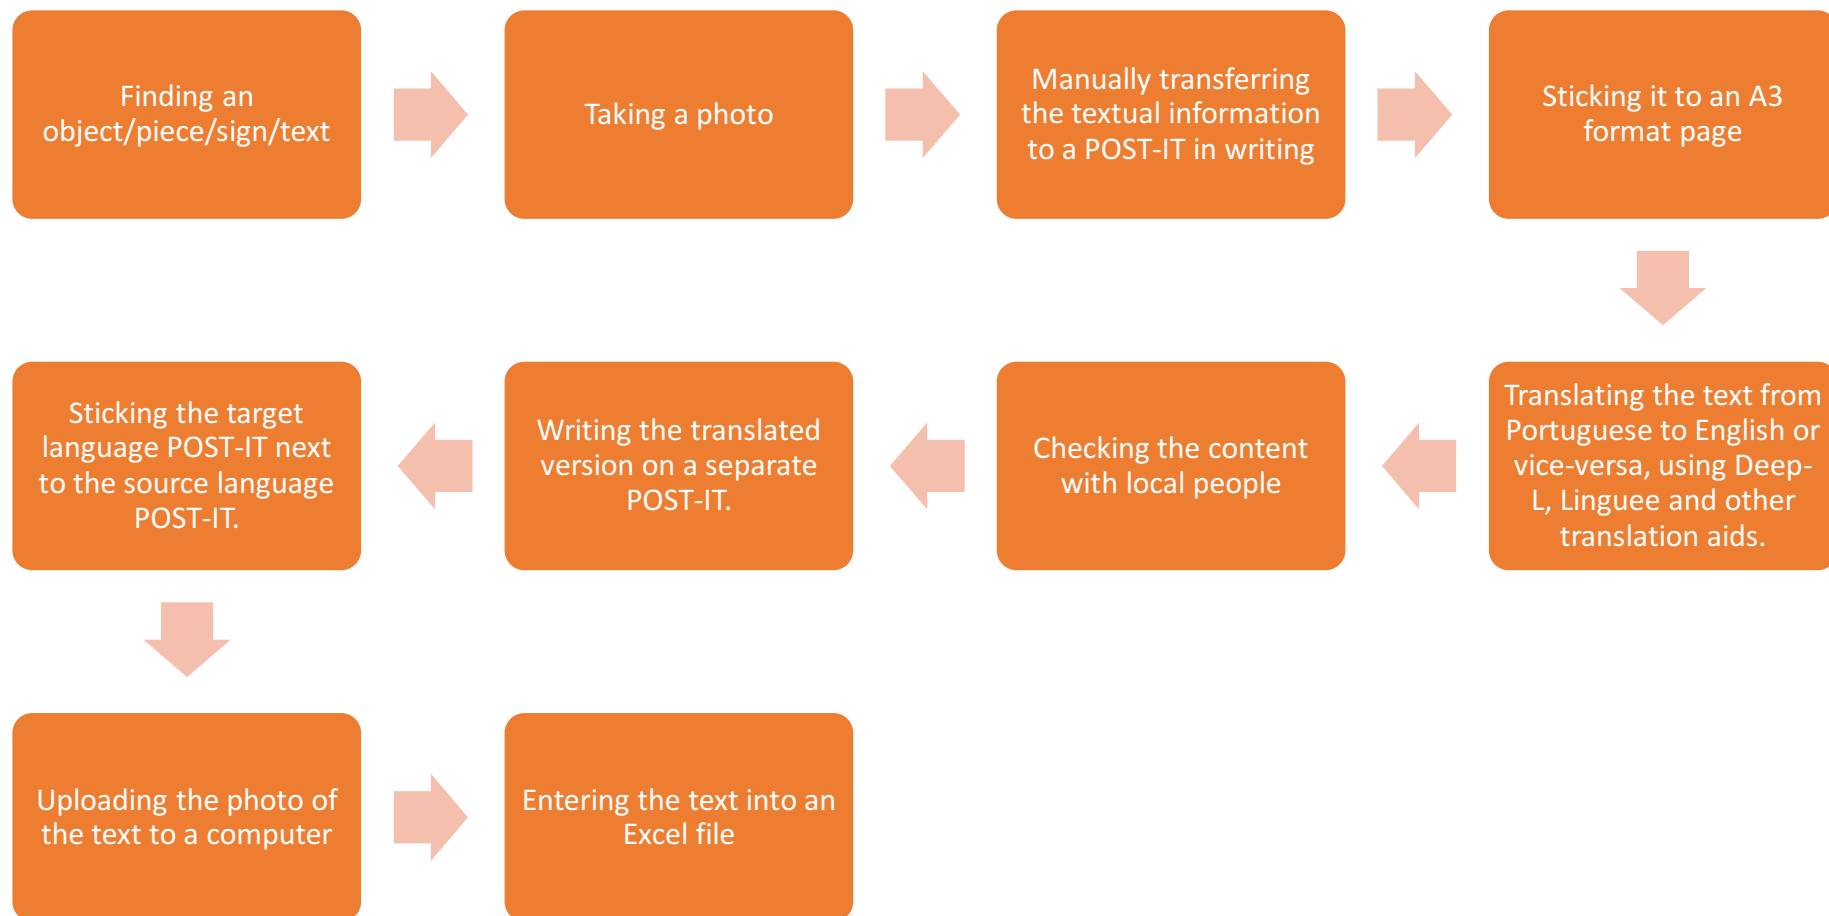 Finding an
object/piece/sign/text
Taking a photo
Manually transferring
the textual information
to a POST-IT in writing
Sticking it to an A3
format page
Translating the text from
Portuguese to English or
vice-versa, using Deep-
L, Linguee and other
translation aids.
Checking the content
with local people
Writing the translated
version on a separate
POST-IT.
Sticking the target
language POST-IT next
to the source language
POST-IT.
Uploading the photo of
the text to a computer
Entering the text into an
Excel file